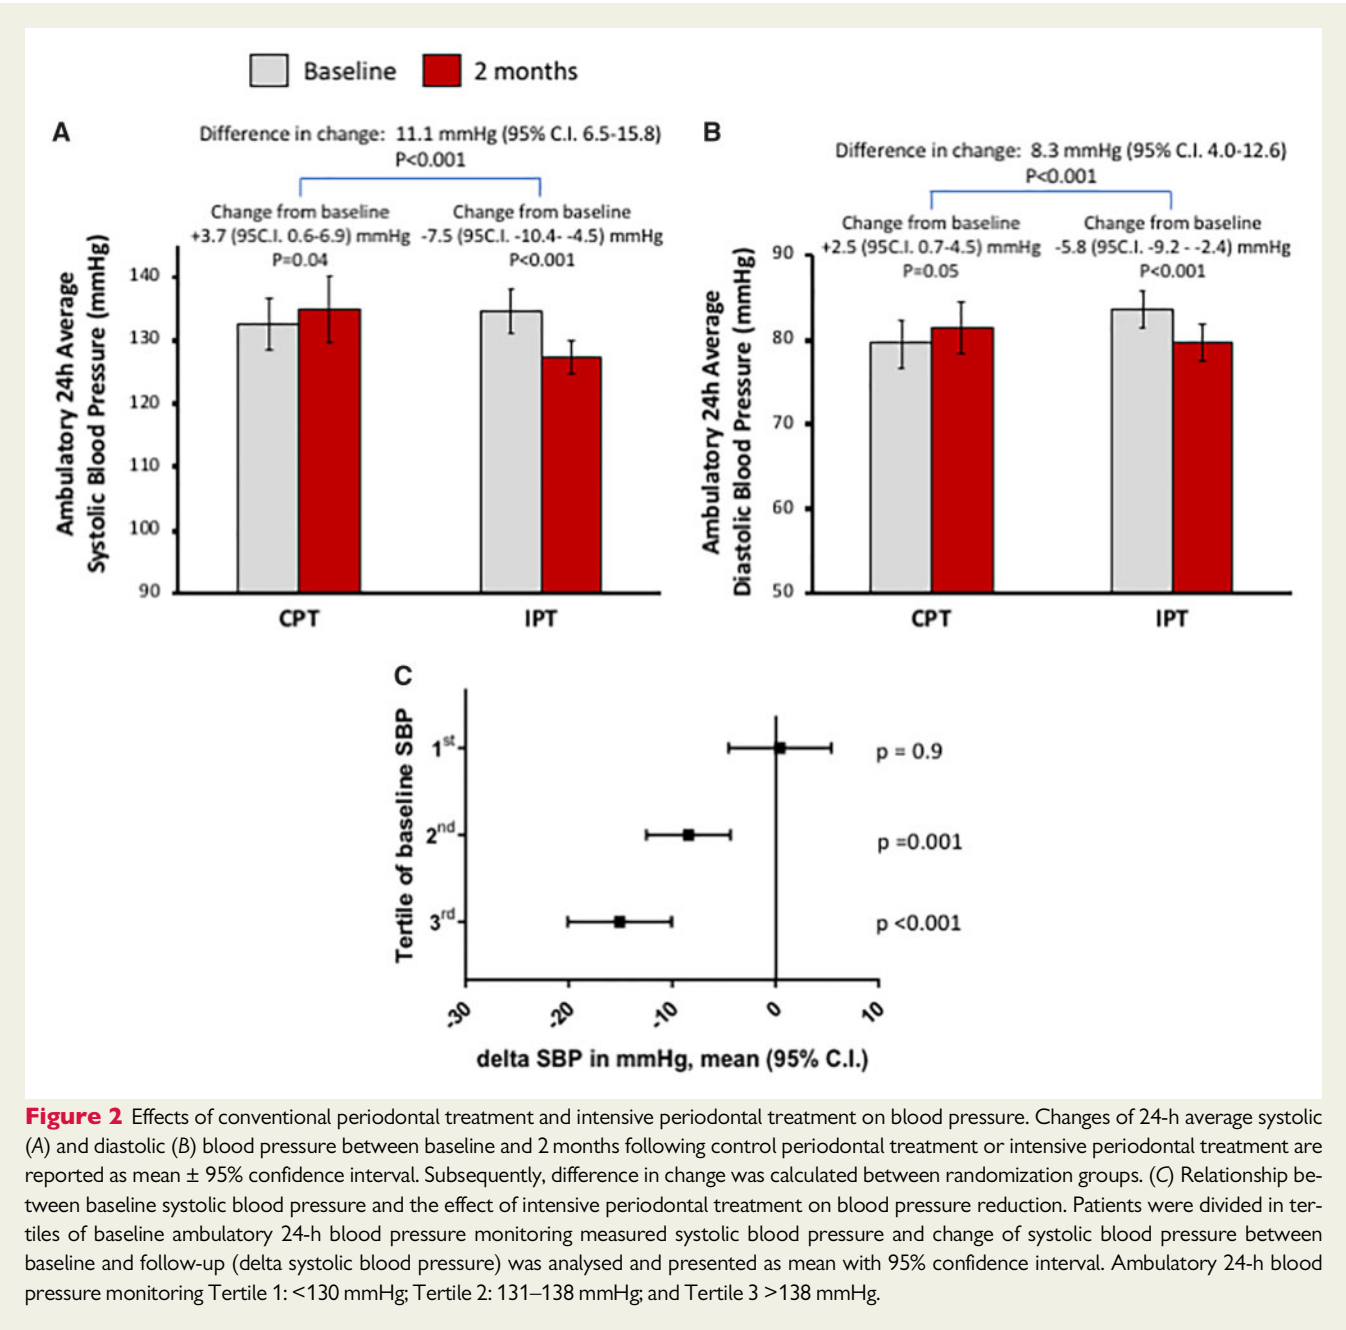 Baseline 2 months
A
Difference in change: 11.1 mmHg (95% C.I. 6.5-15.8)
P<0.001
Change from baseline
+3.7 (95C.I. 0.6-6.9) mmHg
P=0.04
Change from baseline
-7.5 (95C.I. -10.4- -4.5) mmHg
P<0.001
Ambulatory 24h Average
Systolic Blood Pressure (mmHg)
140
130
120
110
100
90
CPT IPT
B
Difference in change: 8.3 mmHg (95% C.I. 4.0-12.6)
P<0.001
Change from baseline
+2.5 (95C.I. 0.7-4.5) mmHg
P=0.05
Change from baseline
-5.8 (95C.I. -9.2 - -2.4) mmHg
P<0.001
Ambulatory 24h Average
Diastolic Blood Pressure (mmHg)
90
80
70
60
50
CPT IPT
C
Tertile of baseline SBP
1st p = 0.9
2nd p =0.001
3rd p <0.001
-30 -20 -10 0 10
delta SBP in mmHg, mean (95% C.I.)
Figure 2 Effects of conventional periodontal treatment and intensive periodontal treatment on blood pressure. Changes of 24-h average systolic
(A) and diastolic (B) blood pressure between baseline and 2 months following control periodontal treatment or intensive periodontal treatment are
reported as mean ± 95% confidence interval. Subsequently, difference in change was calculated between randomization groups. (C) Relationship be-
tween baseline systolic blood pressure and the effect of intensive periodontal treatment on blood pressure reduction. Patients were divided in ter-
tiles of baseline ambulatory 24-h blood pressure monitoring measured systolic blood pressure and change of systolic blood pressure between
baseline and follow-up (delta systolic blood pressure) was analysed and presented as mean with 95% confidence interval. Ambulatory 24-h blood
pressure monitoring Tertile 1: <130 mmHg; Tertile 2: 131–138 mmHg; and Tertile 3 >138 mmHg.